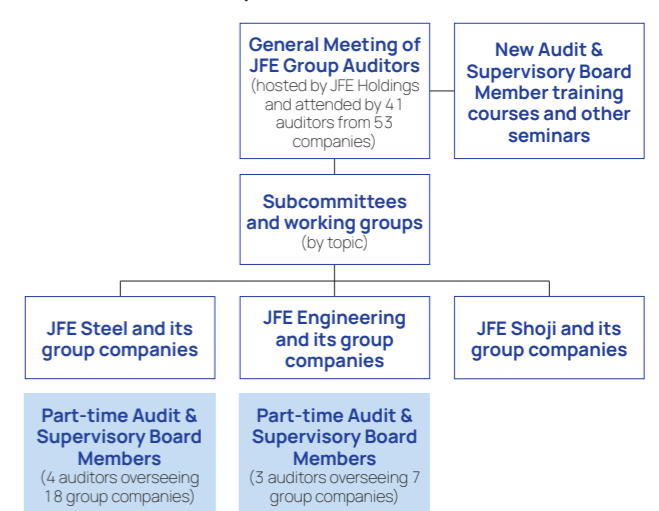 General Meeting of
JFE Group Auditors
(hosted by JFE Holdings
and attended by 41
auditors from 53
companies)
New Audit &
Supervisory Board
Member training
courses and other
seminars
Subcommittees
and working groups
(by topic)
JFE Steel and its
group companies
JFE Engineering
and its group
companies
JFE Shoji and its
group companies
Part-time Audit &
Supervisory Board
Members
(4 auditors overseeing
18 group companies)
Part-time Audit &
Supervisory Board
Members
(3 auditors overseeing 7
group companies)